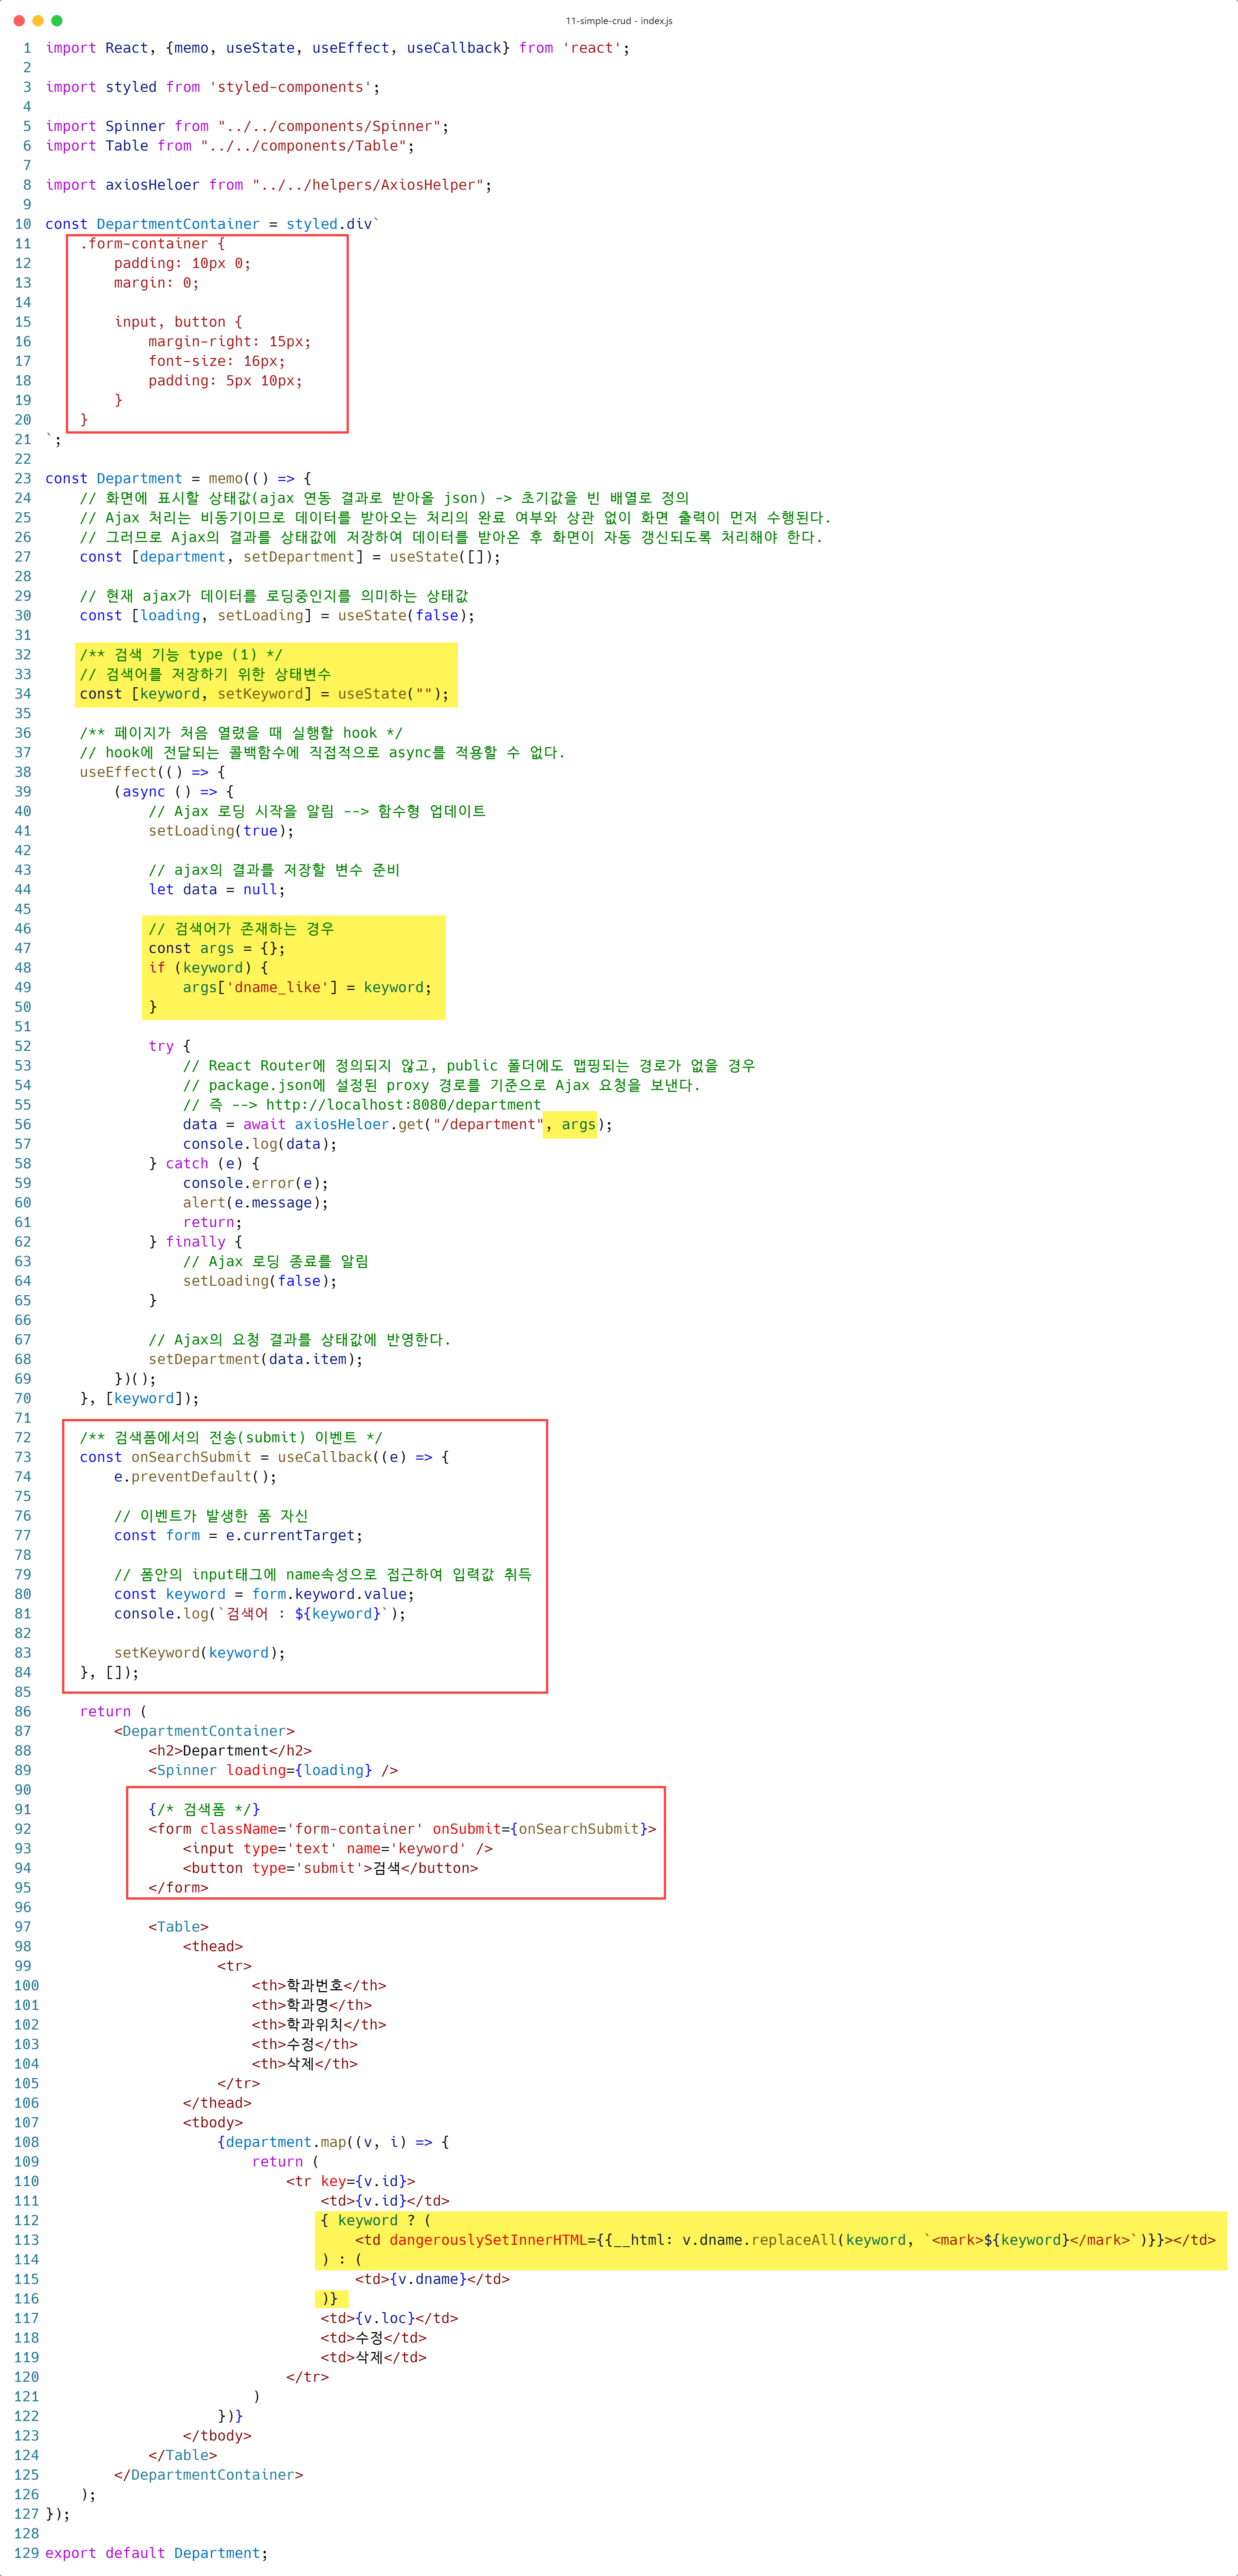 11-simple-crud - index.js
1 import React, {memo, useState, useEffect, useCallback} from 'react';
2
3 import styled from 'styled-components';
4
5 import Spinner from "../../components/Spinner";
6 import Table from "../../components/Table";
7
8 import axiosHeloer from "../../helpers/AxiosHelper";
9
10 const DepartmentContainer = styled.div`
11     .form-container {
12         padding: 10px 0;
13         margin: 0;
14
15         input, button {
16             margin-right: 15px;
17             font-size: 16px;
18             padding: 5px 10px;
19         }
20     }
21 `;
22
23 const Department = memo(() => {
24     // 화면에 표시할 상태값(ajax 연동 결과로 받아올 json) -> 초기값을 빈 배열로 정의
25     // Ajax 처리는 비동기이므로 데이터를 받아오는 처리의 완료 여부와 상관 없이 화면 출력이 먼저 수행된다.
26     // 그러므로 Ajax의 결과를 상태값에 저장하여 데이터를 받아온 후 화면이 자동 갱신되도록 처리해야 한다.
27     const [department, setDepartment] = useState([]);
28
29     // 현재 ajax가 데이터를 로딩중인지를 의미하는 상태값
30     const [loading, setLoading] = useState(false);
31
32     /** 검색 기능 type (1) */
33     // 검색어를 저장하기 위한 상태변수
34     const [keyword, setKeyword] = useState("");
35
36     /** 페이지가 처음 열렸을 때 실행할 hook */
37     // hook에 전달되는 콜백함수에 직접적으로 async를 적용할 수 없다.
38     useEffect(() => {
39         (async () => {
40             // Ajax 로딩 시작을 알림 --> 함수형 업데이트
41             setLoading(true);
42
43             // ajax의 결과를 저장할 변수 준비
44             let data = null;
45
46             // 검색어가 존재하는 경우
47             const args = {};
48             if (keyword) {
49                 args['dname_like'] = keyword;
50             }
51
52             try {
53                 // React Router에 정의되지 않고, public 폴더에도 맵핑되는 경로가 없을 경우
54                 // package.json에 설정된 proxy 경로를 기준으로 Ajax 요청을 보낸다.
55                 // 즉 --> http://localhost:8080/department
56                 data = await axiosHeloer.get("/department", args);
57                 console.log(data);
58             } catch (e) {
59                 console.error(e);
60                 alert(e.message);
61                 return;
62             } finally {
63                 // Ajax 로딩 종료를 알림
64                 setLoading(false);
65             }
66
67             // Ajax의 요청 결과를 상태값에 반영한다.
68             setDepartment(data.item);
69         })();
70     }, [keyword]);
71
72     /** 검색폼에서의 전송(submit) 이벤트 */
73     const onSearchSubmit = useCallback((e) => {
74         e.preventDefault();
75
76         // 이벤트가 발생한 폼 자신
77         const form = e.currentTarget;
78
79         // 폼안의 input태그에 name속성으로 접근하여 입력값 취득
80         const keyword = form.keyword.value;
81         console.log(`검색어 : ${keyword}`);
82
83         setKeyword(keyword);
84     }, []);
85
86     return (
87         <DepartmentContainer>
88             <h2>Department</h2>
89             <Spinner loading={loading} />
90
91             {/* 검색폼 */}
92             <form className='form-container' onSubmit={onSearchSubmit}>
93                 <input type='text' name='keyword' />
94                 <button type='submit'>검색</button>
95             </form>
96
97             <Table>
98                 <thead>
99                     <tr>
100                         <th>학과번호</th>
101                         <th>학과명</th>
102                         <th>학과위치</th>
103                         <th>수정</th>
104                         <th>삭제</th>
105                     </tr>
106                 </thead>
107                 <tbody>
108                     {department.map((v, i) => {
109                         return (
110                             <tr key={v.id}>
111                                 <td>{v.id}</td>
112                                 { keyword ? (
113                                     <td dangerouslySetInnerHTML={{__html: v.dname.replaceAll(keyword, `<mark>${keyword}</mark>`)}}></td>
114                                 ) : (
115                                     <td>{v.dname}</td>
116                                 )}
117                                 <td>{v.loc}</td>
118                                 <td>수정</td>
119                                 <td>삭제</td>
120                             </tr>
121                         )
122                     })}
123                 </tbody>
124             </Table>
125         </DepartmentContainer>
126     );
127 });
128
129 export default Department;